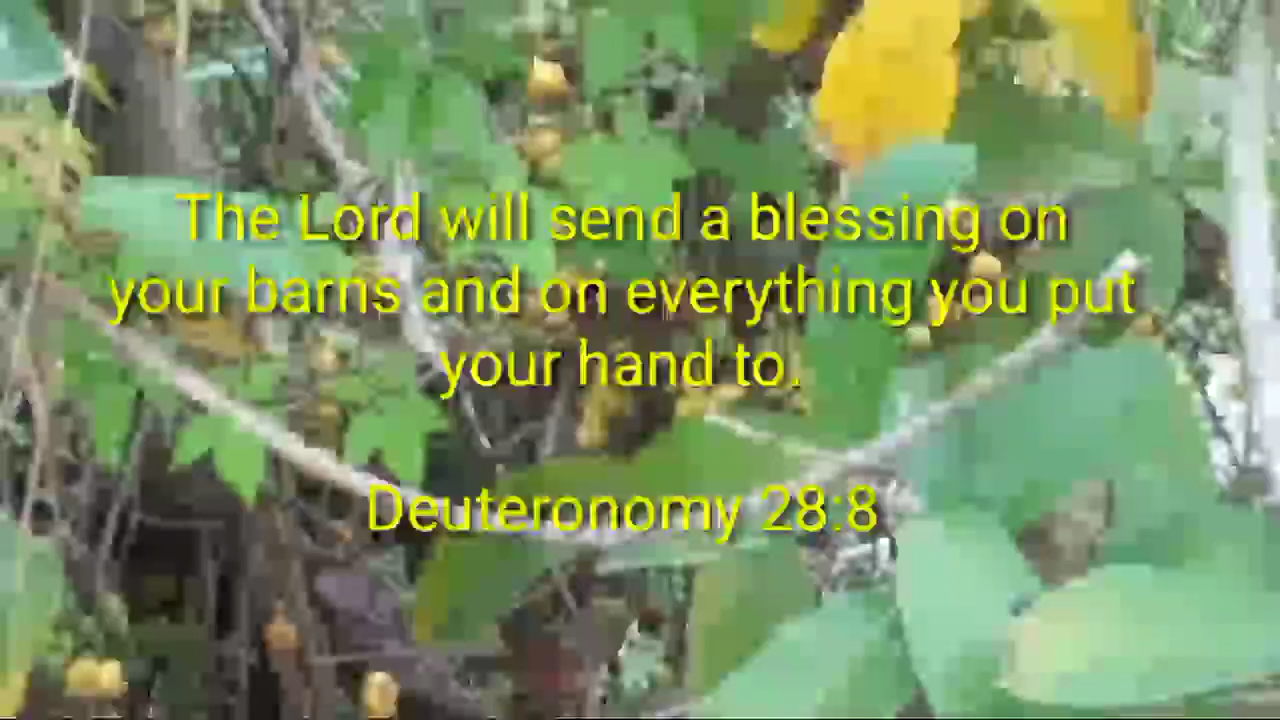 The Lord will send a blessing on
your barns and on everything you put
your hand to.
Deuteronomy 28:8